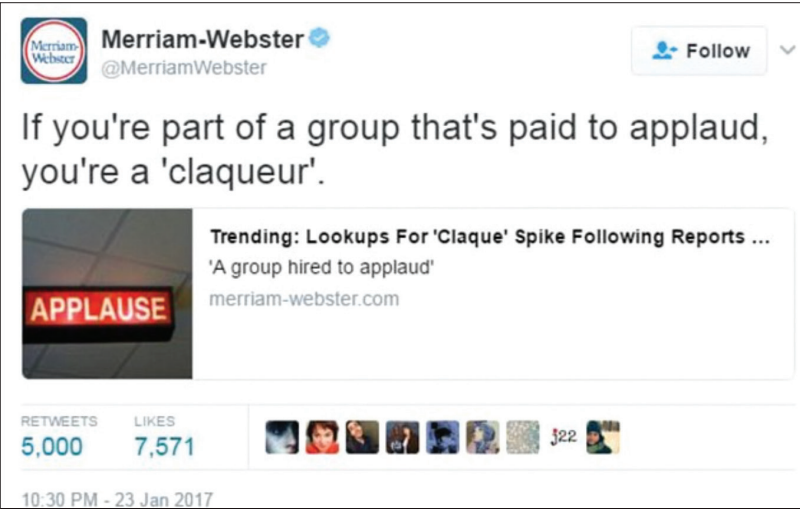 Merriam-
Webster
Merriam-Webster
@MerriamWebster
Follow
If you're part of a group that's paid to applaud,
you're a 'claqueur'.
APPLAUSE
Trending: Lookups For 'Claque' Spike Following Reports ...
'A group hired to applaud'
merriam-webster.com
RETWEETS
5,000
LIKES
7,571
j22
10:30 PM - 23 Jan 2017